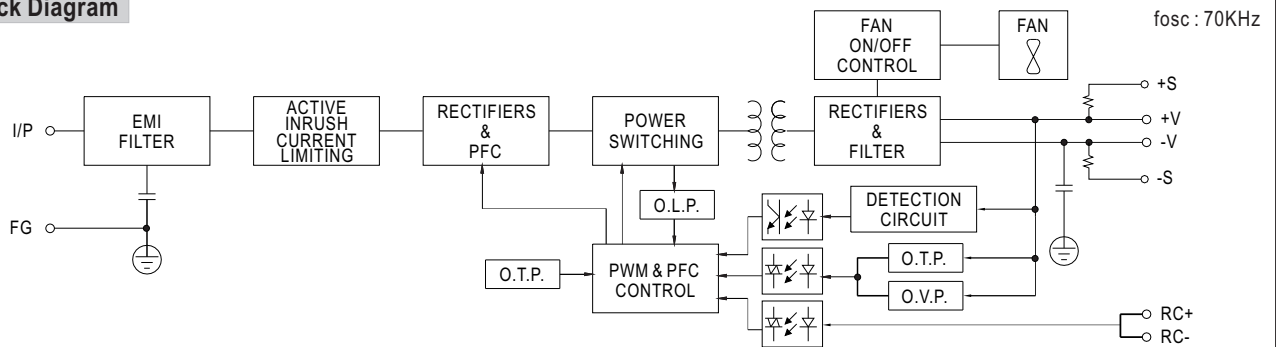 Diagram
fosc : 70KHz
FAN
ON/OFF
CONTROL
FAN
I/P
EMI
FILTER
ACTIVE
INRUSH
CURRENT
LIMITING
RECTIFIERS
&
PFC
POWER
SWITCHING
RECTIFIERS
&
FILTER
+S
+V
-V
-S
O.L.P.
DETECTION
CIRCUIT
FG
O.T.P.
PWM & PFC
CONTROL
O.T.P.
O.V.P.
RC+
RC-